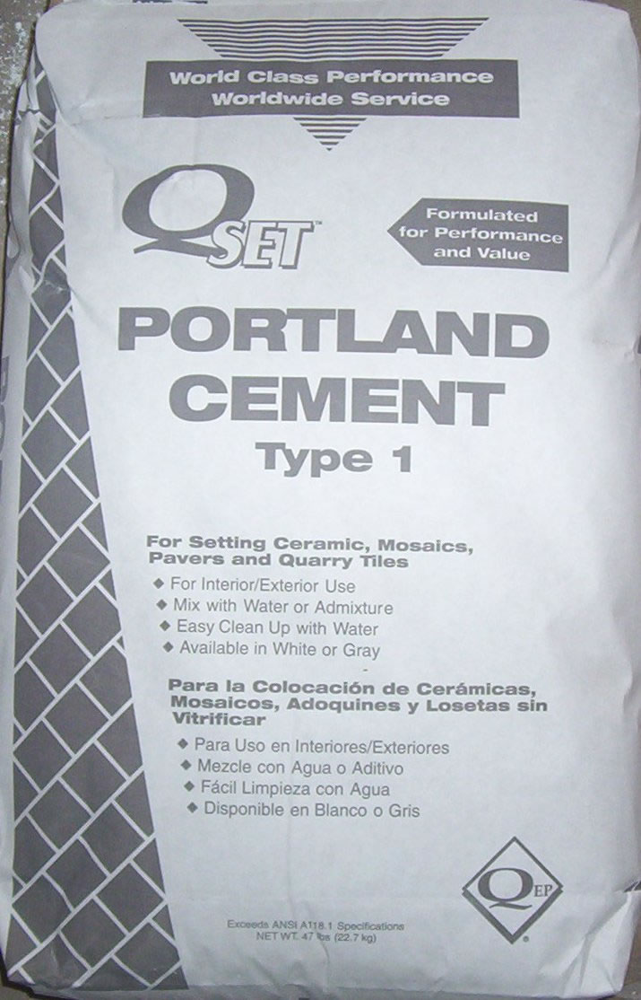 World Class Performance
Worldwide Service
QSET™
Formulated
for Performance
and Value
PORTLAND
CEMENT
Type 1
For Setting Ceramic, Mosaics,
Pavers and Quarry Tiles
◆ For Interior/Exterior Use
◆ Mix with Water or Admixture
◆ Easy Clean Up with Water
◆ Available in White or Gray
Para la Colocación de Cerámicas,
Mosaicos, Adoquines y Losetas sin
Vitrificar
◆ Para Uso en Interiores/Exteriores
◆ Mezcle con Agua o Aditivo
◆ Fácil Limpieza con Agua
◆ Disponible en Blanco o Gris
QEP®
Exceeds ANSI A118.1 Specifications
NET WT. 47 lbs (22.7 kg)